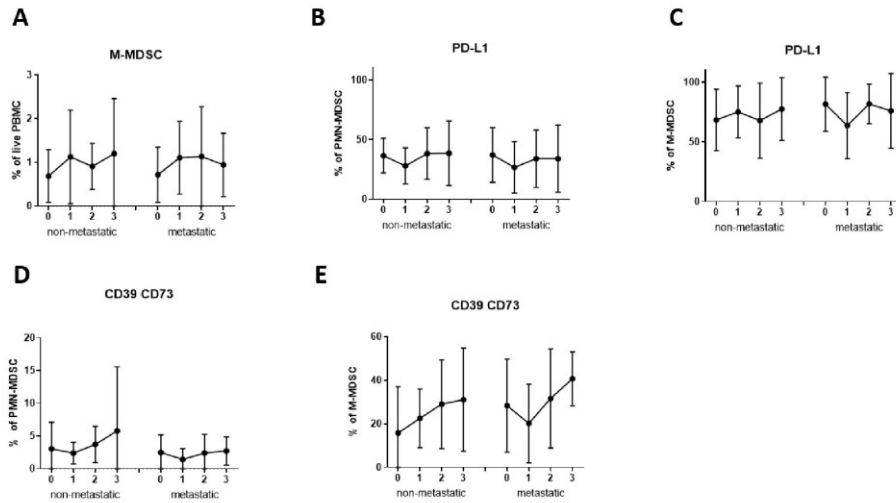 A
M-MDSC
% of live PBMC
3
2
1
0
0 1 2 3 0 1 2 3
non-metastatic metastatic
B
PD-L1
% of PMN-MDSC
100
50
0
0 1 2 3 0 1 2 3
non-metastatic metastatic
C
PD-L1
% of M-MDSC
100
50
0
0 1 2 3 0 1 2 3
non-metastatic metastatic
D
CD39 CD73
% of PMN-MDSC
20
15
10
5
0
0 1 2 3 0 1 2 3
non-metastatic metastatic
E
CD39 CD73
% of M-MDSC
60
40
20
0
0 1 2 3 0 1 2 3
non-metastatic metastatic